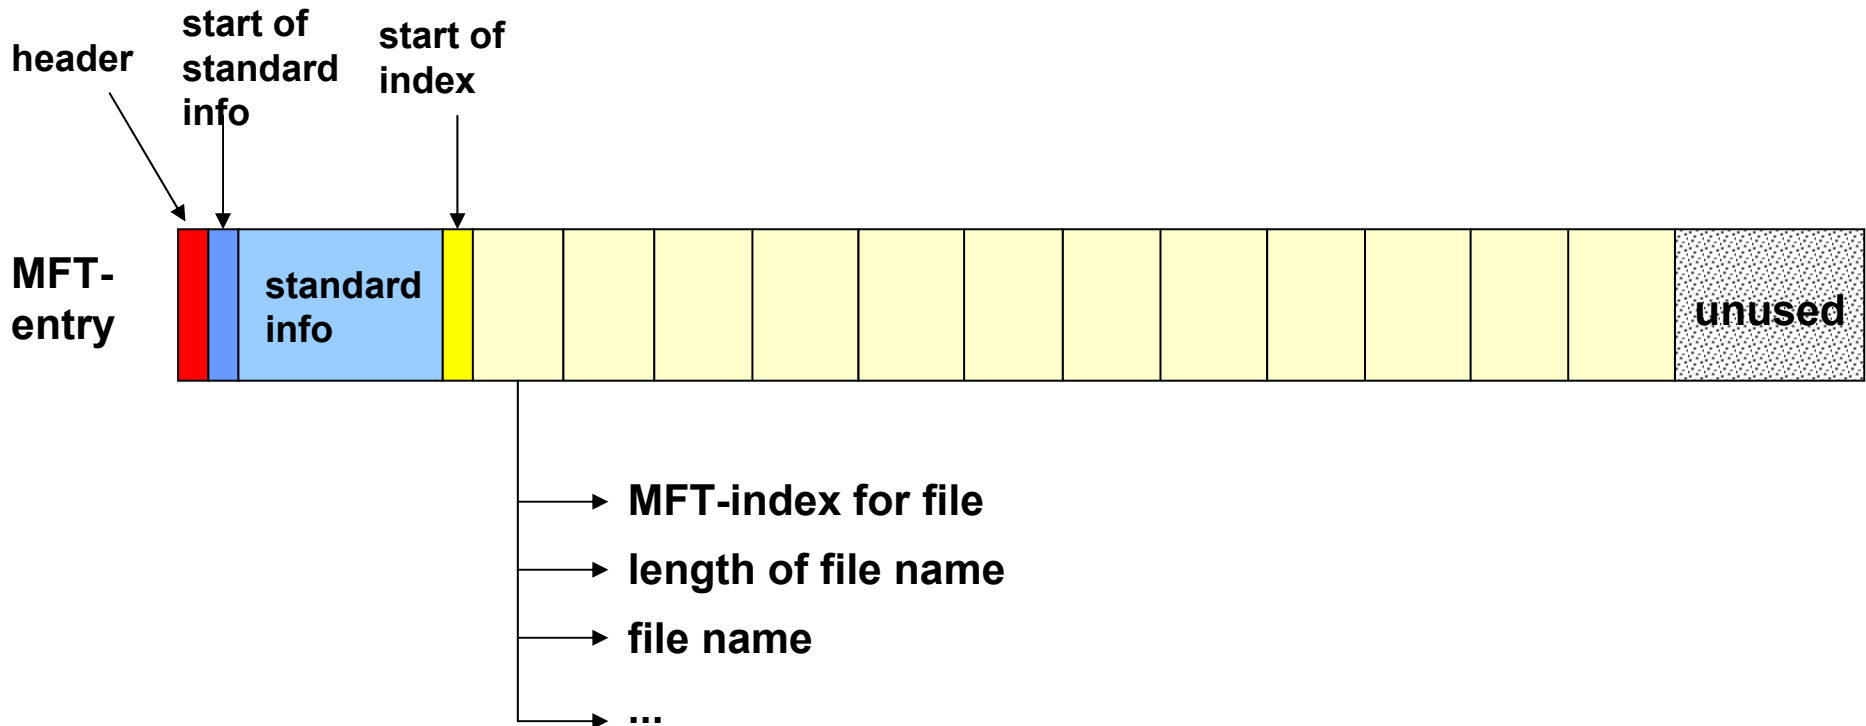 header
start of
standard
info
start of
index
MFT-
entry
standard
info
unused
MFT-index for file
length of file name
file name
...